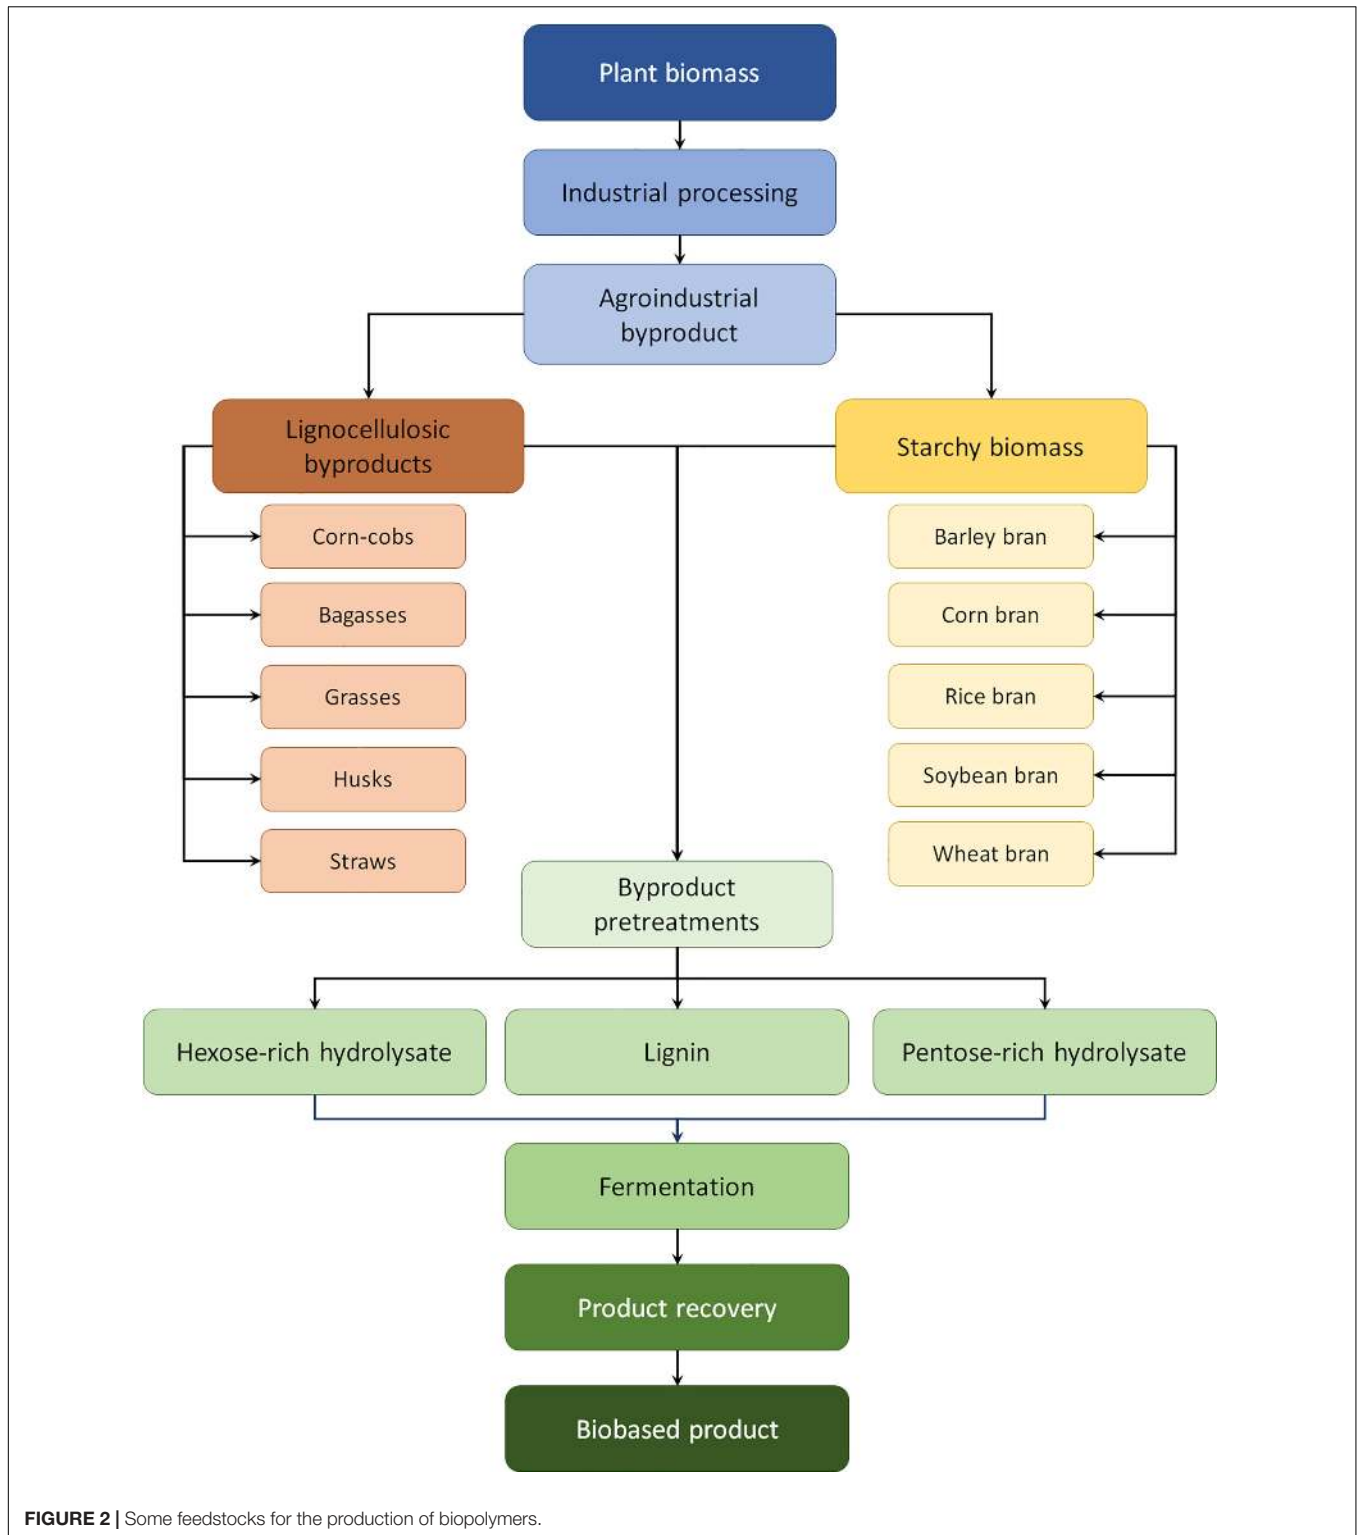 Plant biomass
Industrial processing
Agroindustrial
byproduct
Lignocellulosic
byproducts
Starchy biomass
Corn-cobs
Bagasses
Grasses
Husks
Straws
Barley bran
Corn bran
Rice bran
Soybean bran
Wheat bran
Byproduct
pretreatments
Hexose-rich hydrolysate
Lignin
Pentose-rich hydrolysate
Fermentation
Product recovery
Biobased product
FIGURE 2 | Some feedstocks for the production of biopolymers.